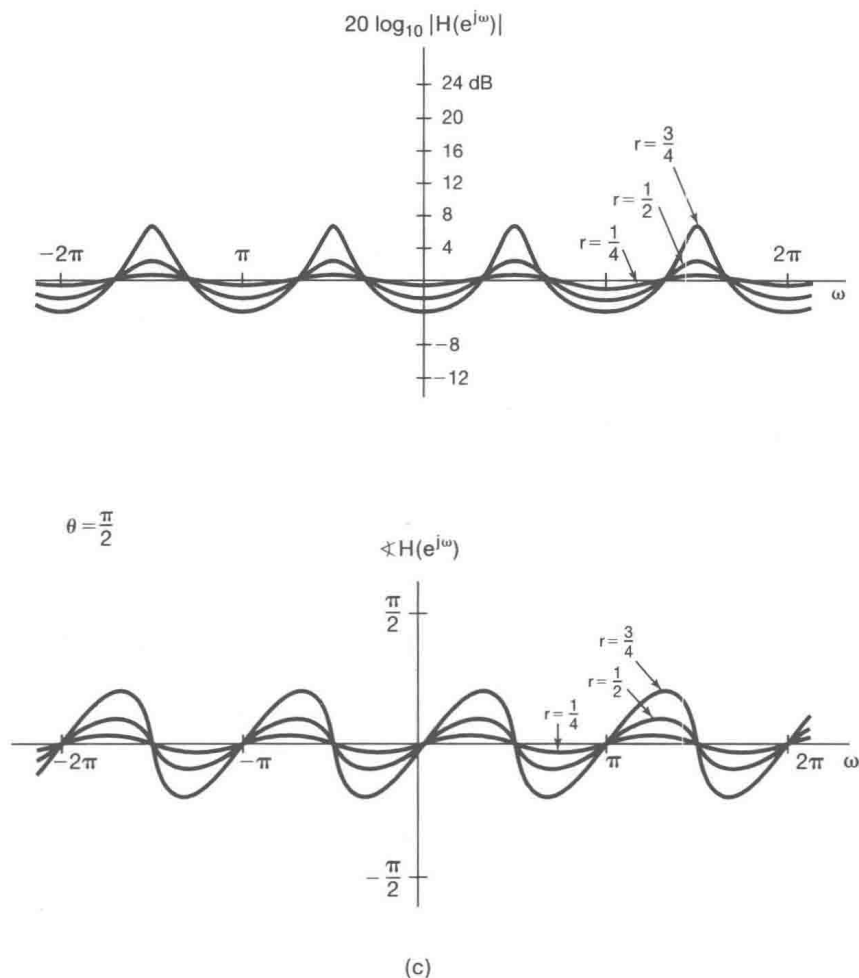 20 log₁₀ |H(e^{jω})|
24 dB
20
16
12
8
4
r = 3/4
r = 1/2
r = 1/4
−2π
π
2π
ω
−8
−12
θ = π/2
∢ H(e^{jω})
π/2
r = 3/4
r = 1/2
r = 1/4
−2π
−π
π
2π
ω
−π/2
(c)